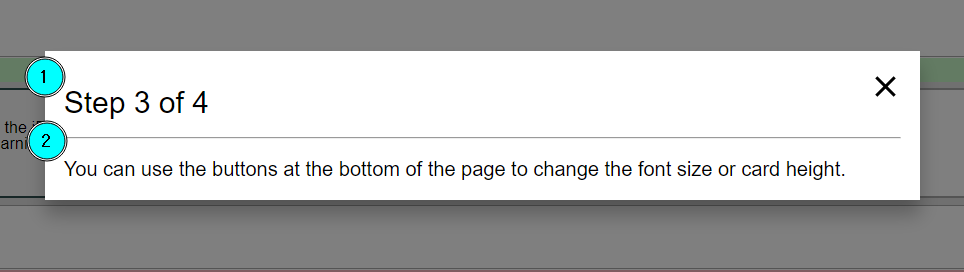 1
Step 3 of 4
the
2
You can use the buttons at the bottom of the page to change the font size or card height.